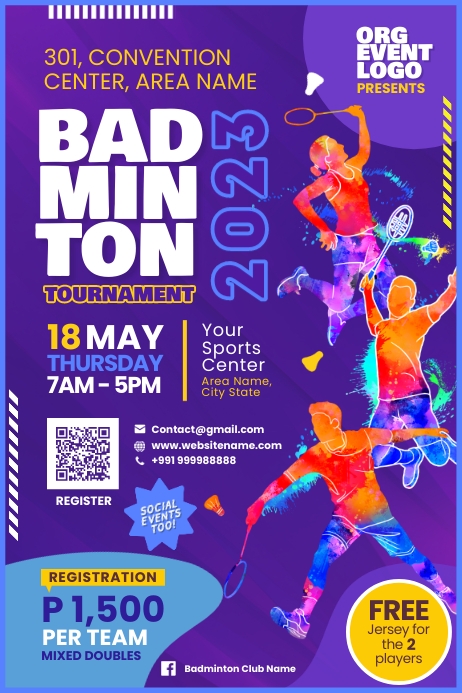 301, CONVENTION
CENTER, AREA NAME
ORG
EVENT
LOGO
PRESENTS
BAD
MIN
TON
2023
TOURNAMENT
18 MAY
THURSDAY
7AM – 5PM
Your
Sports
Center
Area Name,
City State
Contact@gmail.com
www.websitename.com
+991 999988888
REGISTER
SOCIAL
EVENTS
TOO!
REGISTRATION
P 1,500
PER TEAM
MIXED DOUBLES
Badminton Club Name
FREE
Jersey for
the 2
players